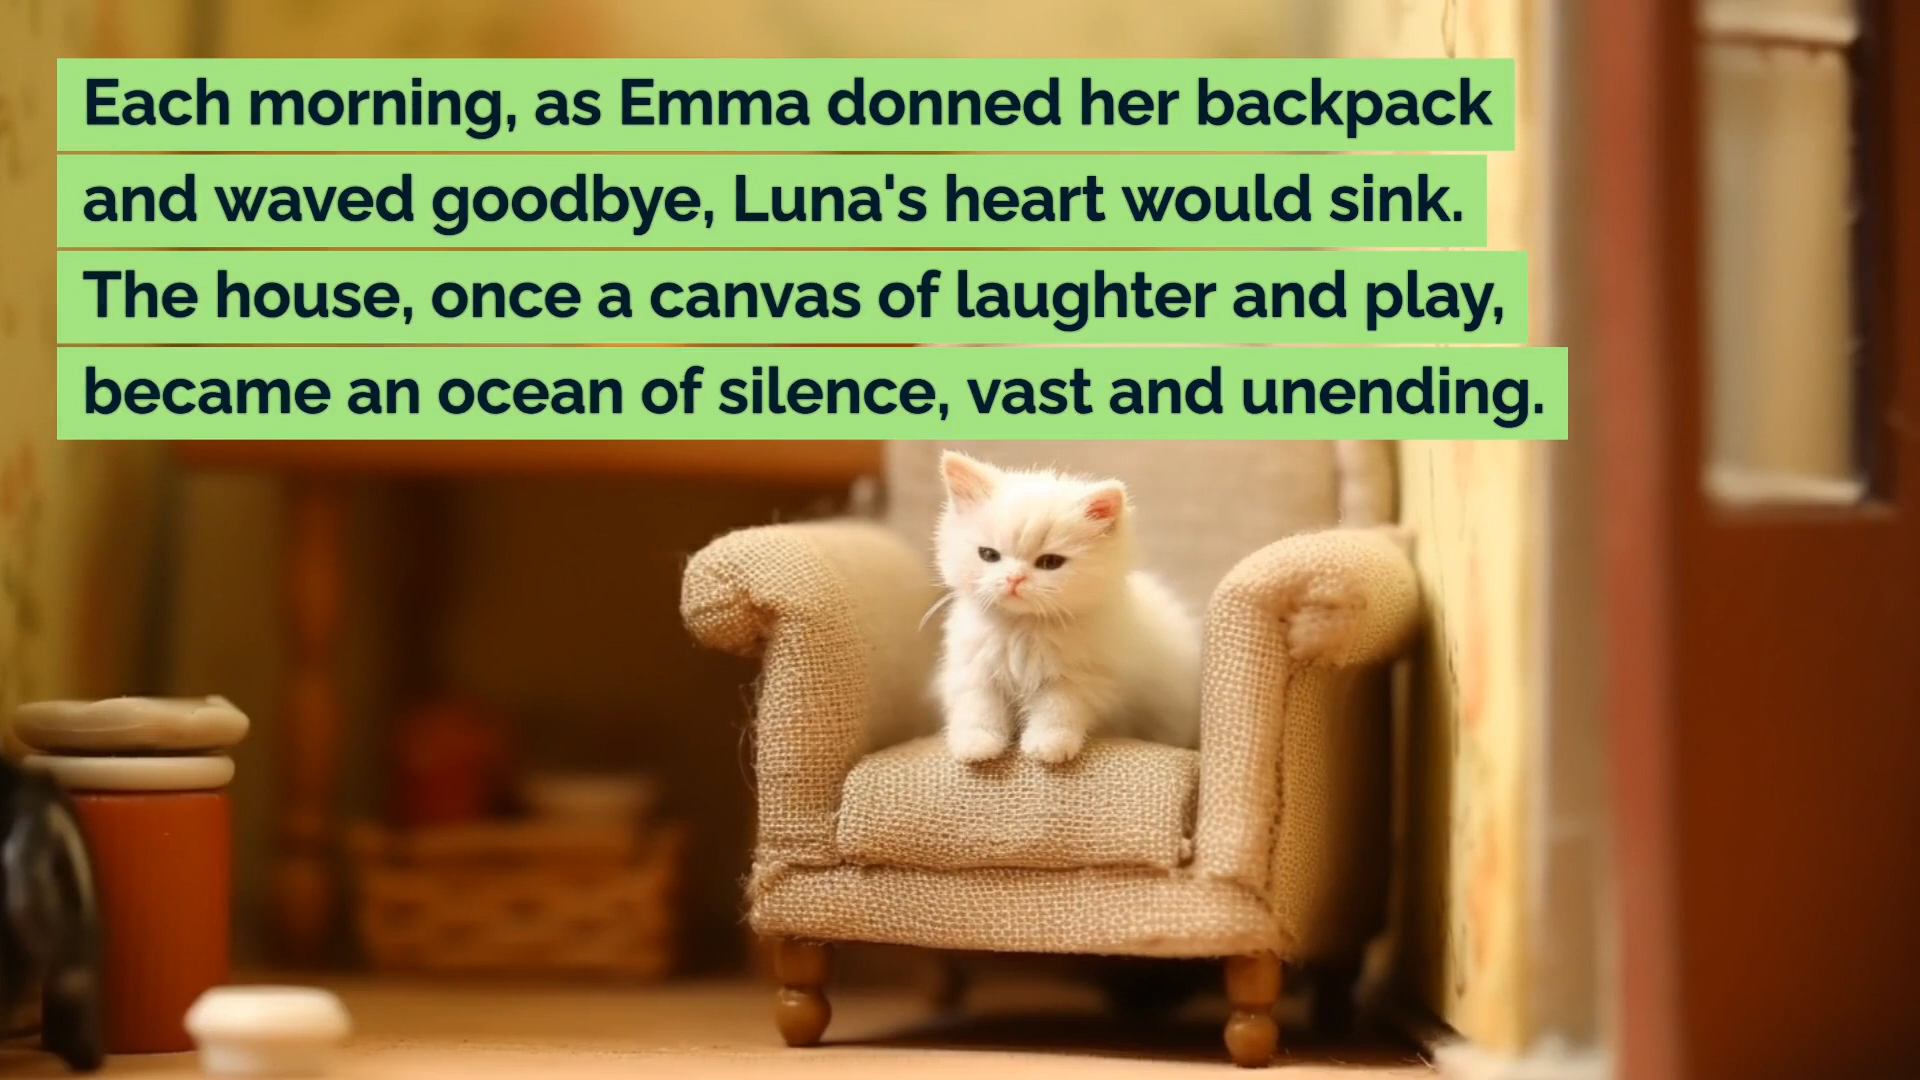 Each morning, as Emma donned her backpack
and waved goodbye, Luna's heart would sink.
The house, once a canvas of laughter and play,
became an ocean of silence, vast and unending.